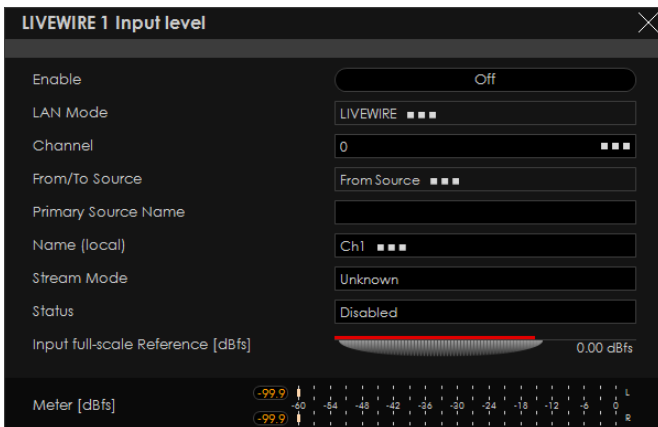 LIVEWIRE 1 Input level
Enable Off
LAN Mode LIVEWIRE
Channel 0
From/To Source From Source
Primary Source Name
Name (local) Ch1
Stream Mode Unknown
Status Disabled
Input full-scale Reference [dBfs] 0.00 dBfs
-99.9 L
Meter [dBfs] -60 -54 -48 -42 -36 -30 -24 -18 -12 -6 0
-99.9 R